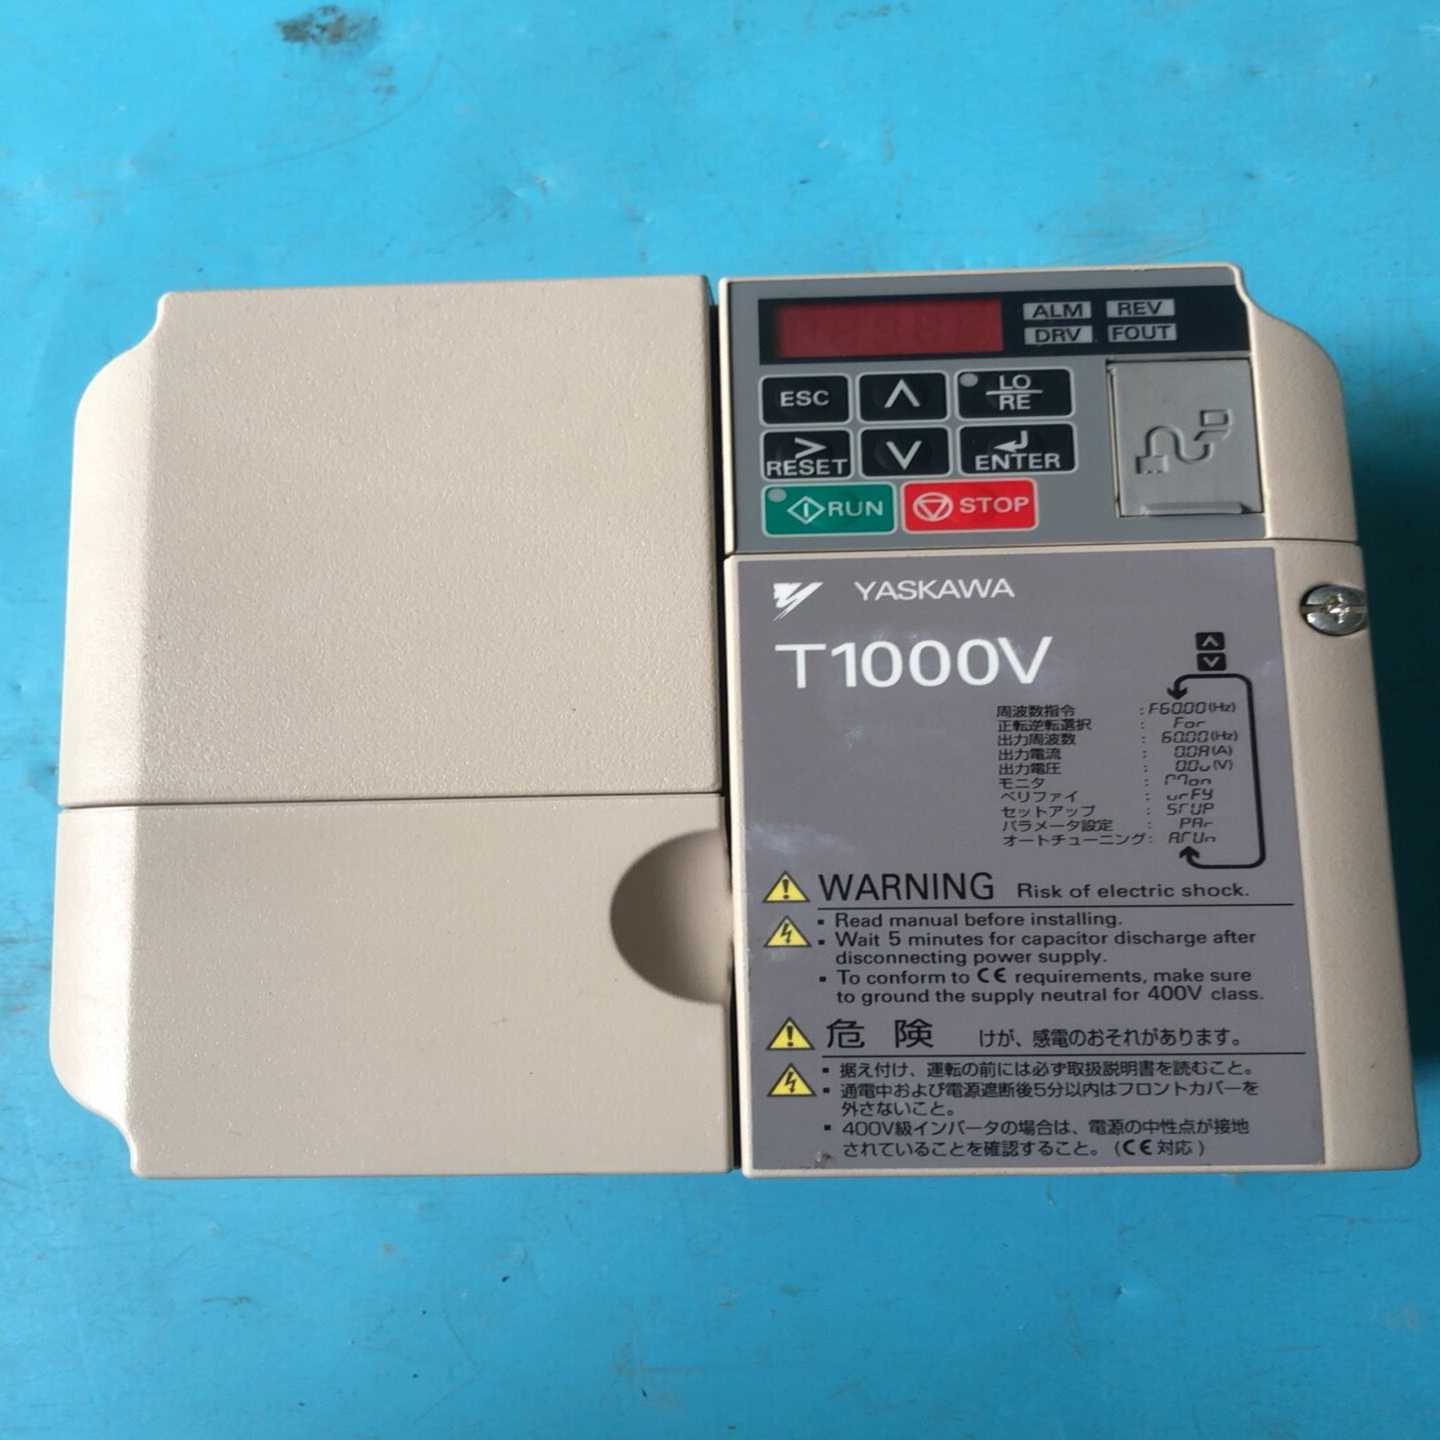 ALM REV
DRV FOUT
ESC LO/RE
> RESET ENTER
RUN STOP
YASKAWA
T1000V
周波数指令 : F60.00(Hz)
正転逆転選択 : For
出力周波数 : 60.00(Hz)
出力電流 : 0.0A(A)
出力電圧 : 0.0v(V)
モニタ : Mon
ベリファイ : vrFy
セットアップ : STUP
パラメータ設定 : PAr
オートチューニング : ATUn
WARNING Risk of electric shock.
▪ Read manual before installing.
▪ Wait 5 minutes for capacitor discharge after
disconnecting power supply.
▪ To conform to CE requirements, make sure
to ground the supply neutral for 400V class.
危 険 けが、感電のおそれがあります。
▪ 据え付け、運転の前には必ず取扱説明書を読むこと。
▪ 通電中および電源遮断後5分以内はフロントカバーを
外さないこと。
▪ 400V級インバータの場合は、電源の中性点が接地
されていることを確認すること。(CE対応)